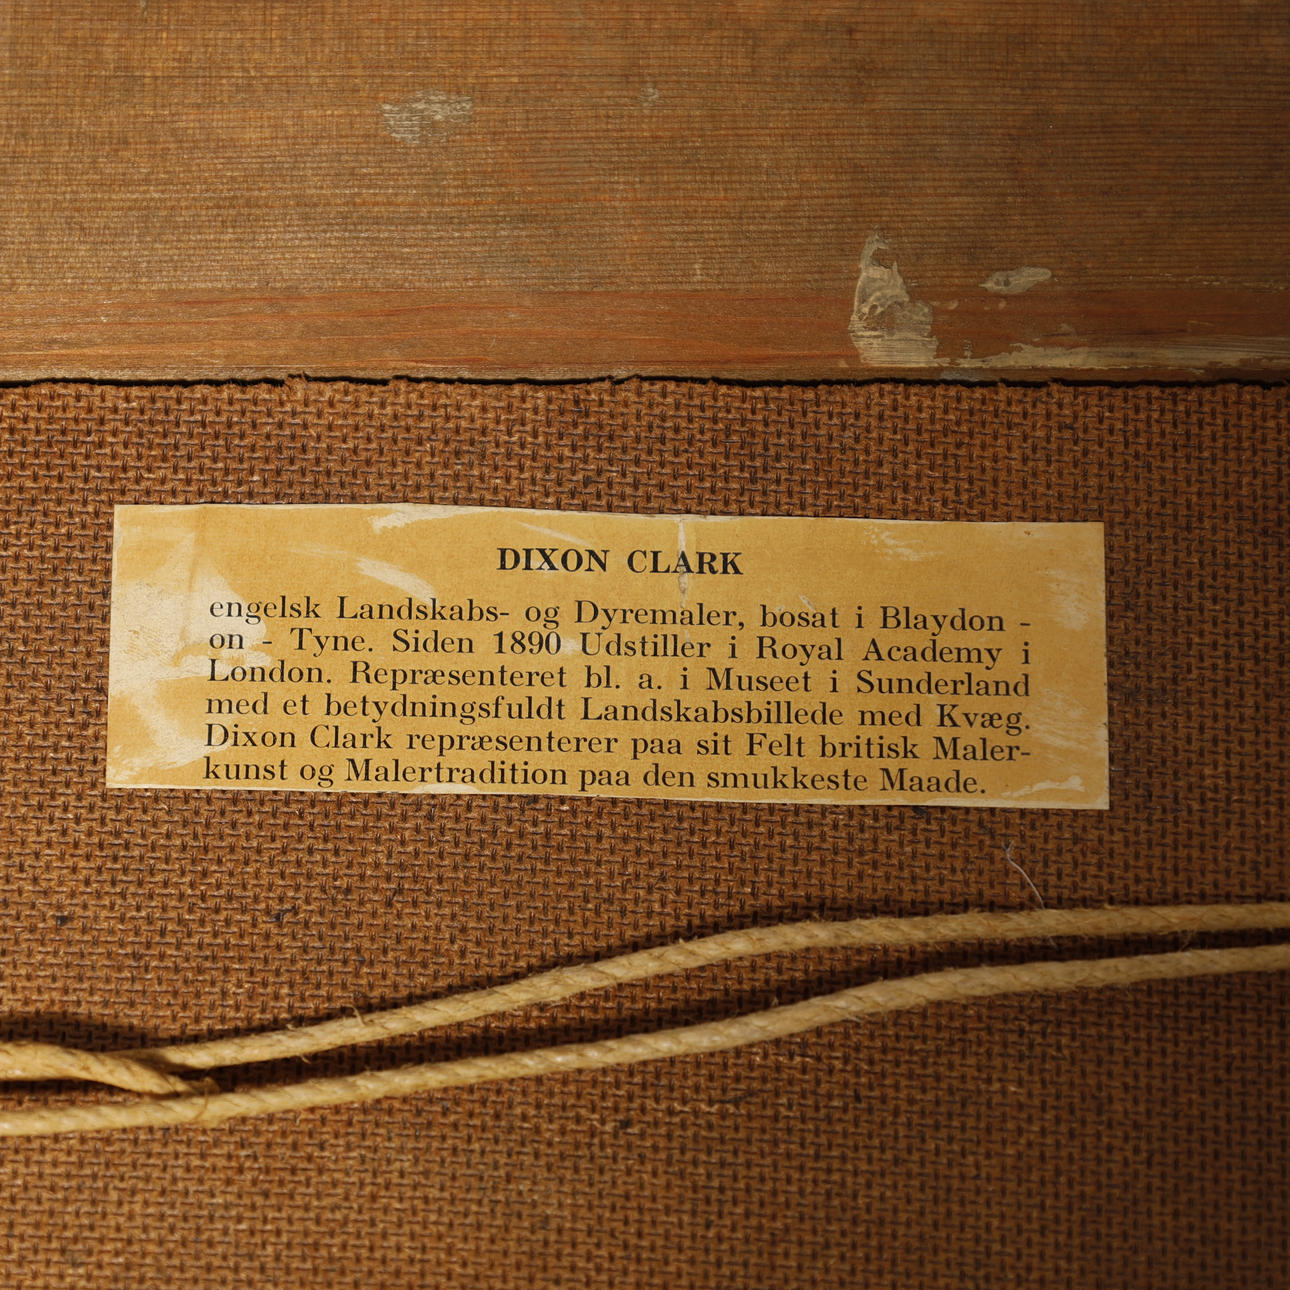 DIXON CLARK
engelsk Landskabs- og Dyremaler, bosat i Blaydon -
on - Tyne. Siden 1890 Udstiller i Royal Academy i
London. Repræsenteret bl. a. i Museet i Sunderland
med et betydningsfuldt Landskabsbillede med Kvæg.
Dixon Clark repræsenterer paa sit Felt britisk Maler-
kunst og Malertradition paa den smukkeste Maade.